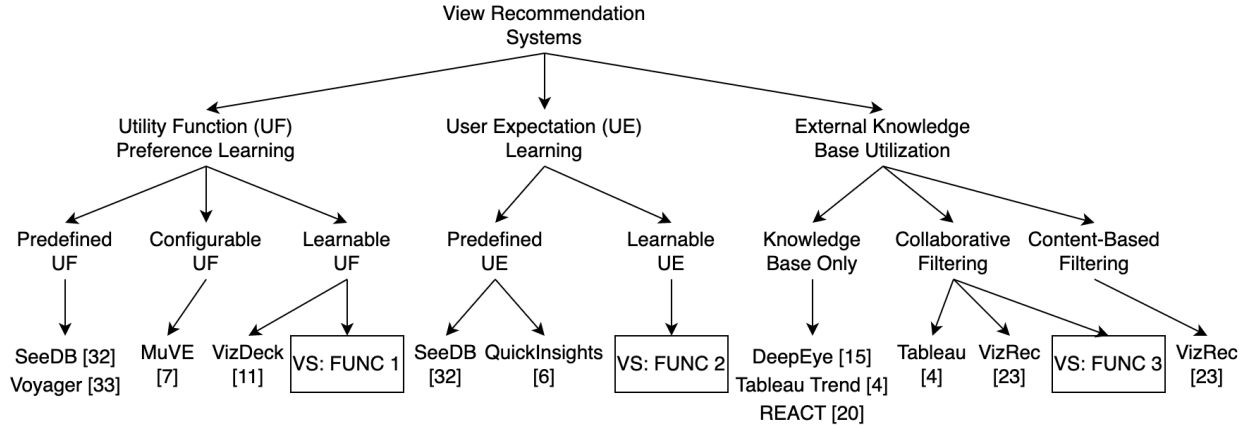 View Recommendation
Systems
Utility Function (UF)
Preference Learning
User Expectation (UE)
Learning
External Knowledge
Base Utilization
Predefined
UF
Configurable
UF
Learnable
UF
Predefined
UE
Learnable
UE
Knowledge
Base Only
Collaborative
Filtering
Content-Based
Filtering
SeeDB [32]
Voyager [33]
MuVE
[7]
VizDeck
[11]
VS: FUNC 1
SeeDB
[32]
QuickInsights
[6]
VS: FUNC 2
DeepEye [15]
Tableau Trend [4]
REACT [20]
Tableau
[4]
VizRec
[23]
VS: FUNC 3
VizRec
[23]